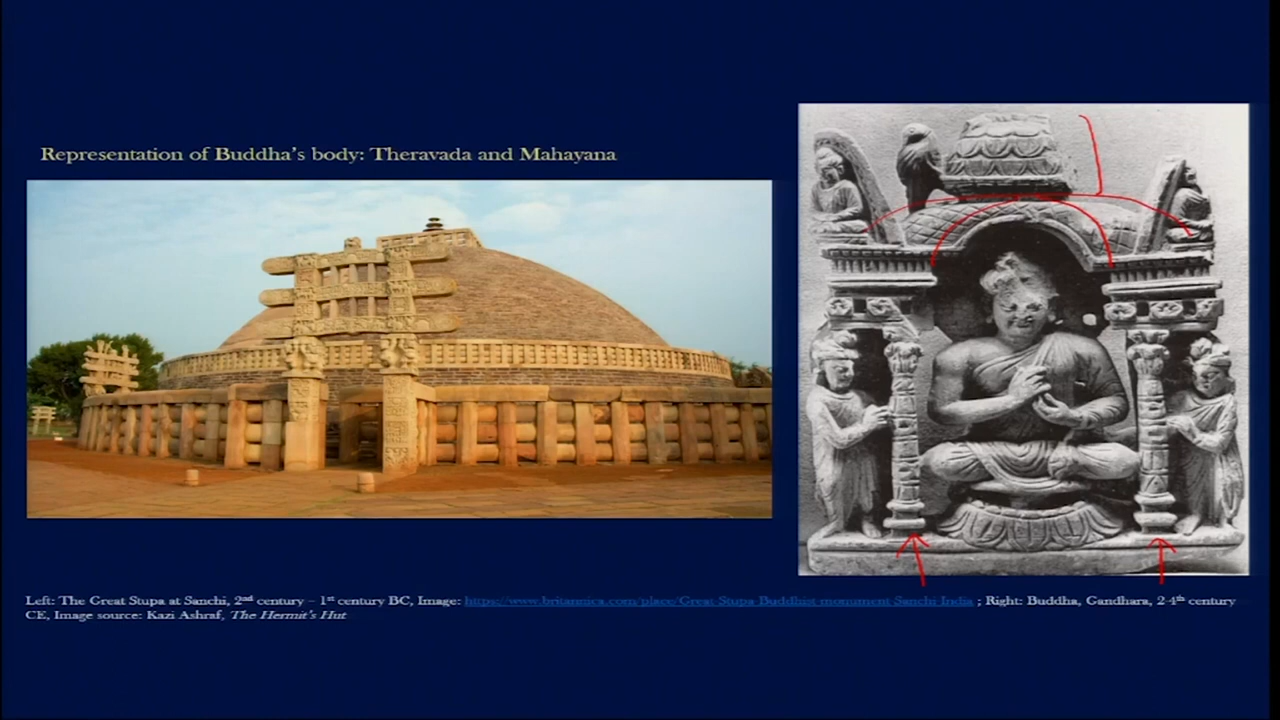 Representation of Buddha's body: Theravada and Mahayana
Left: The Great Stupa at Sanchi, 2nd century – 1st century BC, Image: https://www.britannica.com/place/Great-Stupa-Buddhist-monument-Sanchi-India ; Right: Buddha, Gandhara, 2-4th century
CE, Image source: Kazi Ashraf, The Hermit's Hut